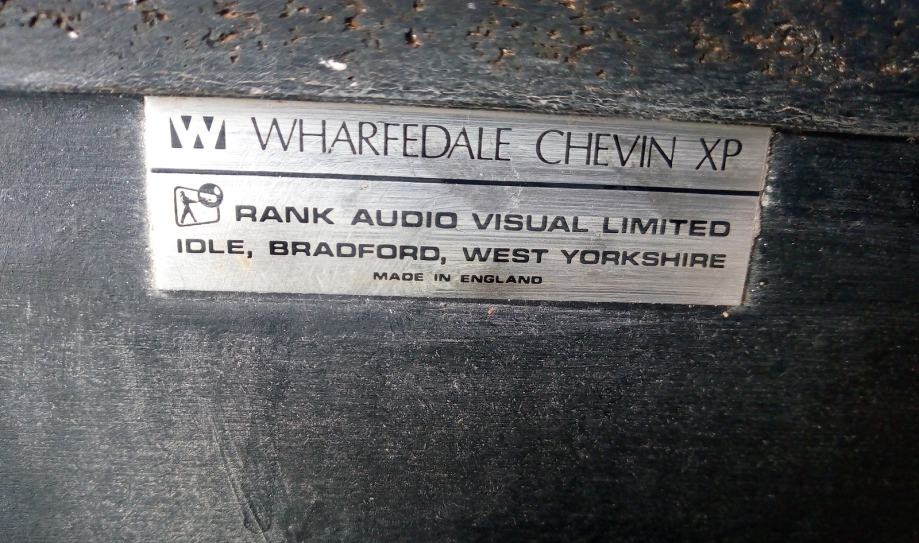 W WHARFEDALE CHEVIN XP
RANK AUDIO VISUAL LIMITED
IDLE, BRADFORD, WEST YORKSHIRE
MADE IN ENGLAND